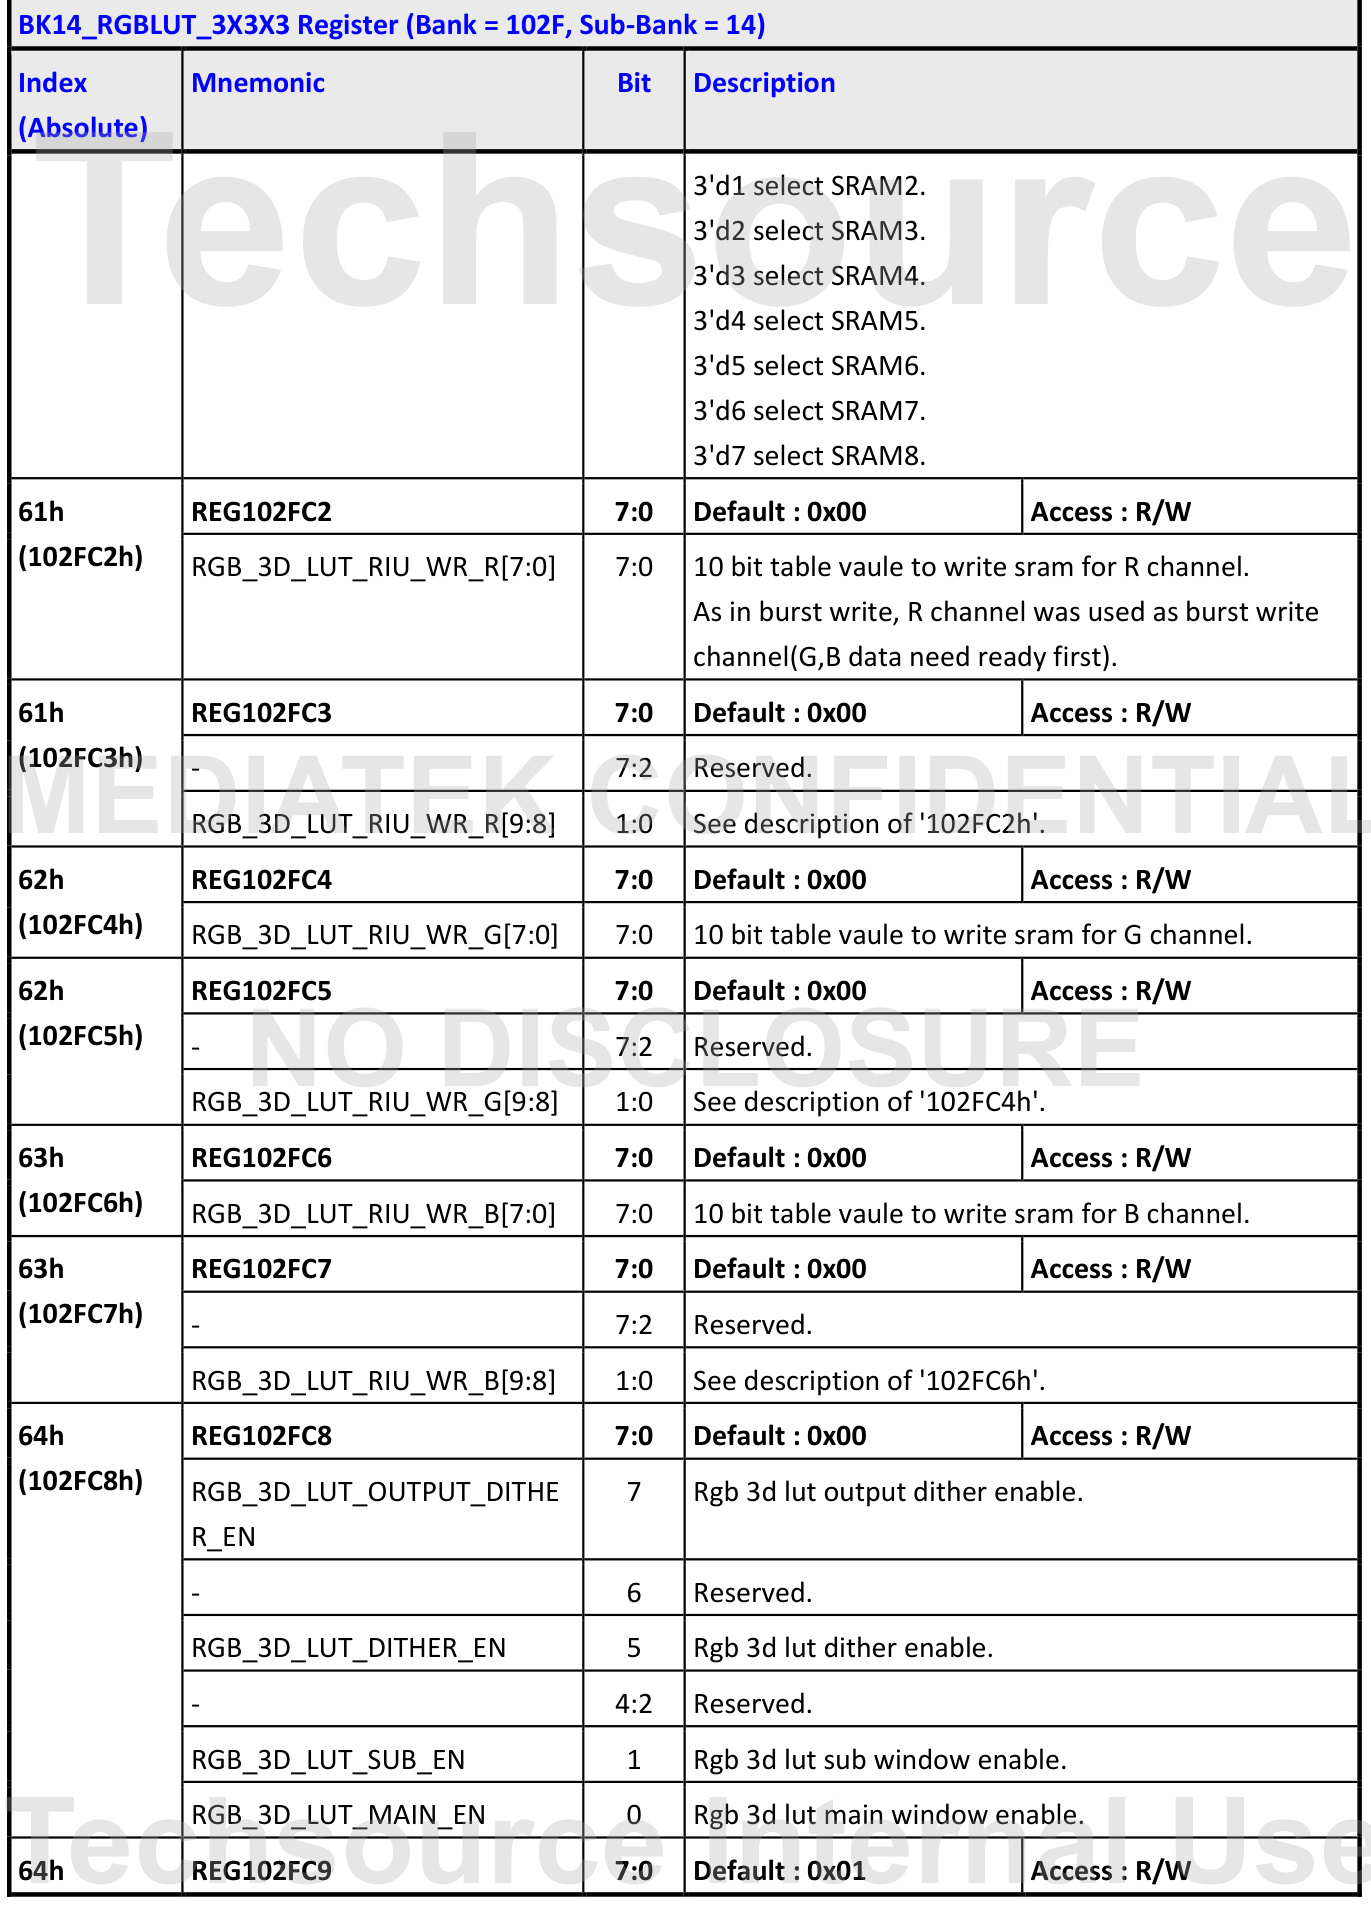 BK14_RGBLUT_3X3X3 Register (Bank = 102F, Sub-Bank = 14)
Index Mnemonic Bit Description
(Absolute)
Techsource
3'd1 select SRAM2.
3'd2 select SRAM3.
3'd3 select SRAM4.
3'd4 select SRAM5.
3'd5 select SRAM6.
3'd6 select SRAM7.
3'd7 select SRAM8.
61h REG102FC2 7:0 Default : 0x00 Access : R/W
(102FC2h) RGB_3D_LUT_RIU_WR_R[7:0] 7:0 10 bit table vaule to write sram for R channel.
As in burst write, R channel was used as burst write
channel(G,B data need ready first).
61h REG102FC3 7:0 Default : 0x00 Access : R/W
(102FC3h) - 7:2 Reserved.
MEDIATEK CONFIDENTIAL
RGB_3D_LUT_RIU_WR_R[9:8] 1:0 See description of '102FC2h'.
62h REG102FC4 7:0 Default : 0x00 Access : R/W
(102FC4h) RGB_3D_LUT_RIU_WR_G[7:0] 7:0 10 bit table vaule to write sram for G channel.
62h REG102FC5 7:0 Default : 0x00 Access : R/W
(102FC5h) - 7:2 Reserved.
NO DISCLOSURE
RGB_3D_LUT_RIU_WR_G[9:8] 1:0 See description of '102FC4h'.
63h REG102FC6 7:0 Default : 0x00 Access : R/W
(102FC6h) RGB_3D_LUT_RIU_WR_B[7:0] 7:0 10 bit table vaule to write sram for B channel.
63h REG102FC7 7:0 Default : 0x00 Access : R/W
(102FC7h) - 7:2 Reserved.
RGB_3D_LUT_RIU_WR_B[9:8] 1:0 See description of '102FC6h'.
64h REG102FC8 7:0 Default : 0x00 Access : R/W
(102FC8h) RGB_3D_LUT_OUTPUT_DITHE 7 Rgb 3d lut output dither enable.
R_EN
- 6 Reserved.
RGB_3D_LUT_DITHER_EN 5 Rgb 3d lut dither enable.
- 4:2 Reserved.
RGB_3D_LUT_SUB_EN 1 Rgb 3d lut sub window enable.
RGB_3D_LUT_MAIN_EN 0 Rgb 3d lut main window enable.
Techsource Internal Use
64h REG102FC9 7:0 Default : 0x01 Access : R/W